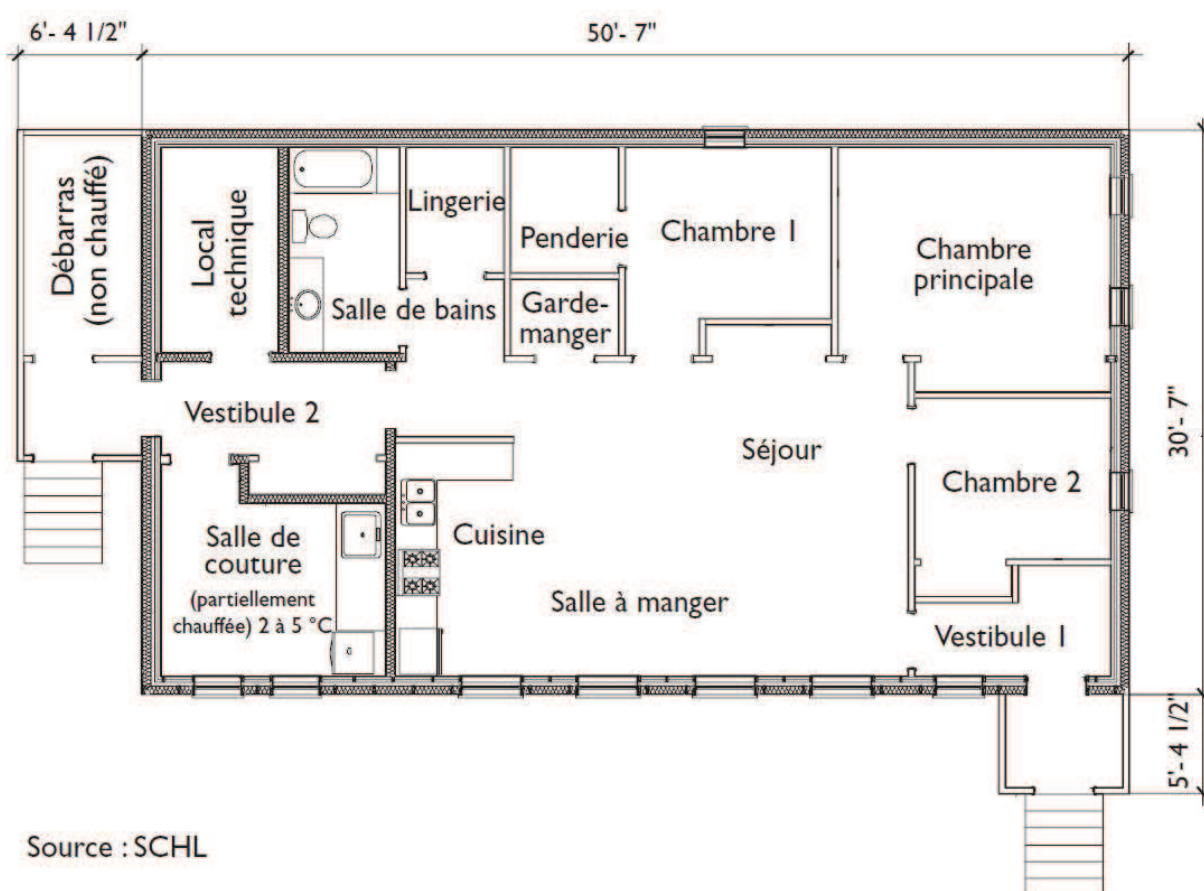 6'- 4 1/2"
50'- 7"
Débarras
(non chauffé)
Local
technique
Lingerie
Penderie
Chambre 1
Chambre
principale
Salle de bains
Garde-
manger
Vestibule 2
Séjour
30'- 7"
Chambre 2
Cuisine
Salle de
couture
(partiellement
chauffée) 2 à 5 °C
Salle à manger
Vestibule 1
5'- 4 1/2"
Source : SCHL